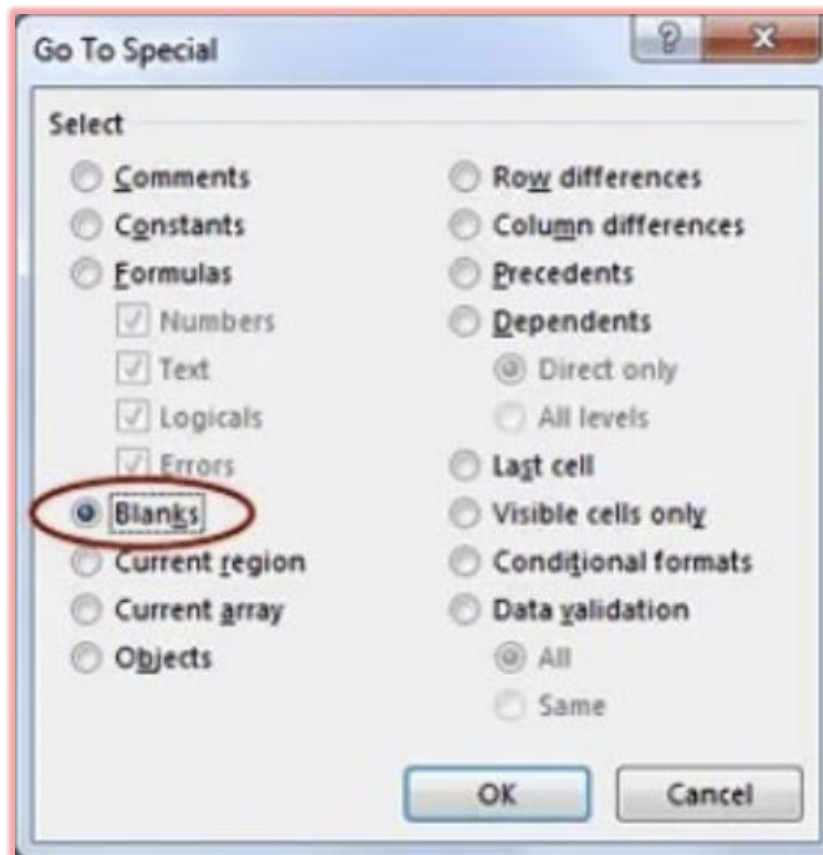 Go To Special
Select
Comments
Constants
Formulas
Numbers
Text
Logicals
Errors
Blanks
Current region
Current array
Objects
Row differences
Column differences
Precedents
Dependents
Direct only
All levels
Last cell
Visible cells only
Conditional formats
Data validation
All
Same
OK
Cancel